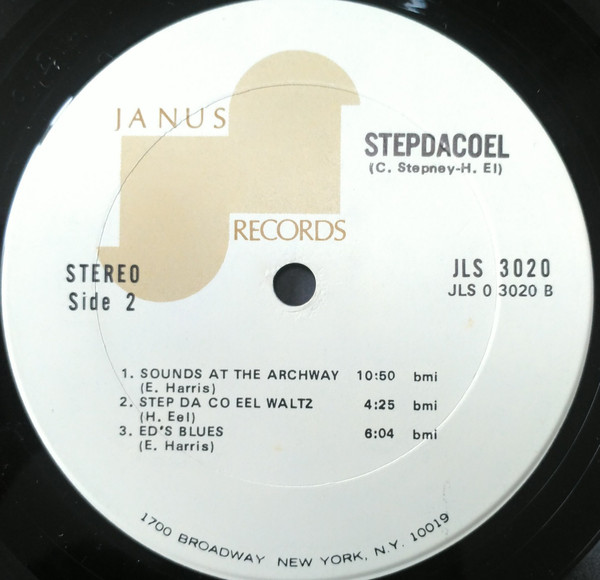 JANUS
RECORDS
STEPDACOEL
(C. Stepney-H. El)
STEREO
Side 2
JLS 3020
JLS 0 3020 B
1. SOUNDS AT THE ARCHWAY 10:50 bmi
(E. Harris)
2. STEP DA CO EEL WALTZ 4:25 bmi
(H. Eel)
3. ED'S BLUES 6:04 bmi
(E. Harris)
1700 BROADWAY NEW YORK, N.Y. 10019